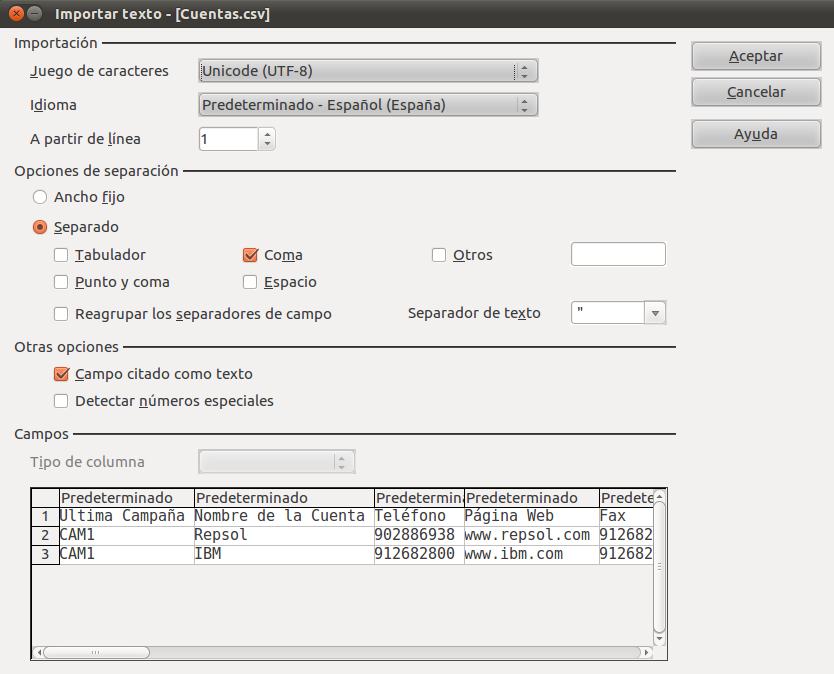 Importar texto - [Cuentas.csv]
Importación
Juego de caracteres Unicode (UTF-8)
Idioma Predeterminado - Español (España)
A partir de línea 1
Aceptar
Cancelar
Ayuda
Opciones de separación
Ancho fijo
Separado
Tabulador Coma Otros
Punto y coma Espacio
Reagrupar los separadores de campo Separador de texto "
Otras opciones
Campo citado como texto
Detectar números especiales
Campos
Tipo de columna
Predeterminado Predeterminado Predetermin Predeterminado Predete
1 Ultima Campaña Nombre de la Cuenta Teléfono Página Web Fax
2 CAM1 Repsol 902886938 www.repsol.com 912682
3 CAM1 IBM 912682800 www.ibm.com 912682